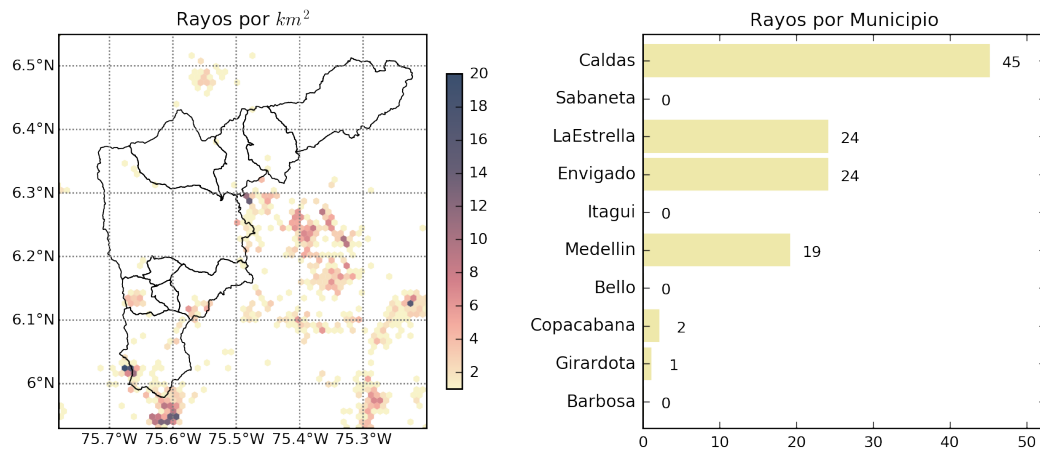 Rayos por km²
6.5°N
6.4°N
6.3°N
6.2°N
6.1°N
6°N
75.7°W 75.6°W 75.5°W 75.4°W 75.3°W
20
18
16
14
12
10
8
6
4
2
Rayos por Municipio
Caldas 45
Sabaneta 0
LaEstrella 24
Envigado 24
Itagui 0
Medellin 19
Bello 0
Copacabana 2
Girardota 1
Barbosa 0
0 10 20 30 40 50